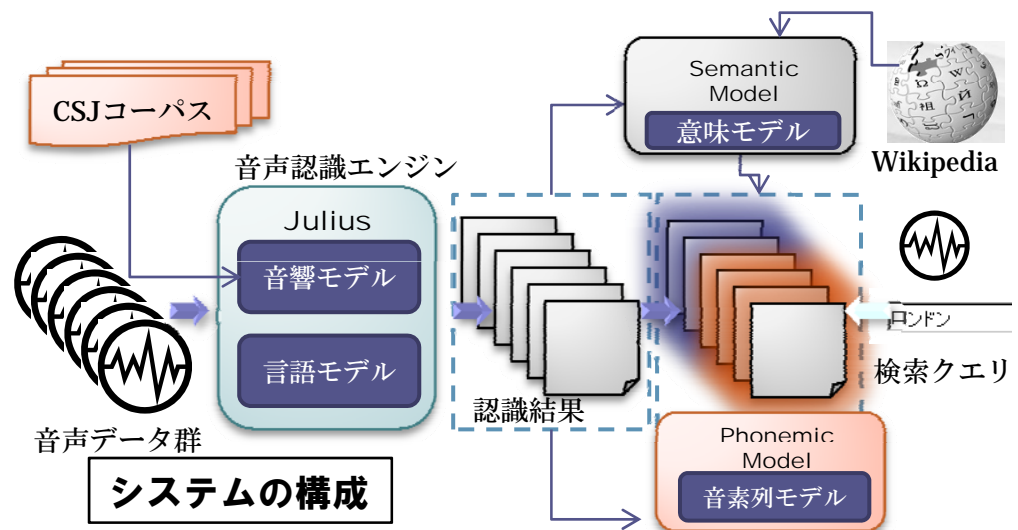 CSJコーパス
Semantic
Model
意味モデル
Wikipedia
音声認識エンジン
Julius
音響モデル
言語モデル
音声データ群
認識結果
ロンドン
検索クエリ
Phonemic
Model
音素列モデル
システムの構成